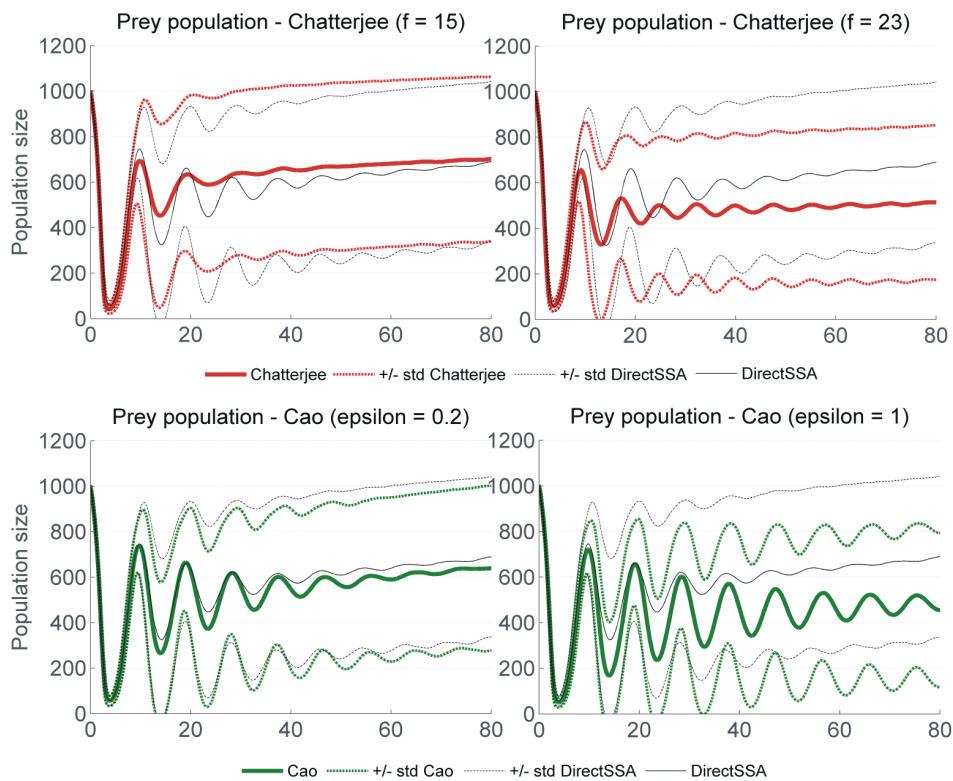 Prey population - Chatterjee (f = 15)
Prey population - Chatterjee (f = 23)
Population size
1200
1000
800
600
400
200
0
0 20 40 60 80
1200
1000
800
600
400
200
0
0 20 40 60 80
Chatterjee +/- std Chatterjee +/- std DirectSSA DirectSSA
Prey population - Cao (epsilon = 0.2)
Prey population - Cao (epsilon = 1)
Population size
1200
1000
800
600
400
200
0
0 20 40 60 80
1200
1000
800
600
400
200
0
0 20 40 60 80
Cao +/- std Cao +/- std DirectSSA DirectSSA